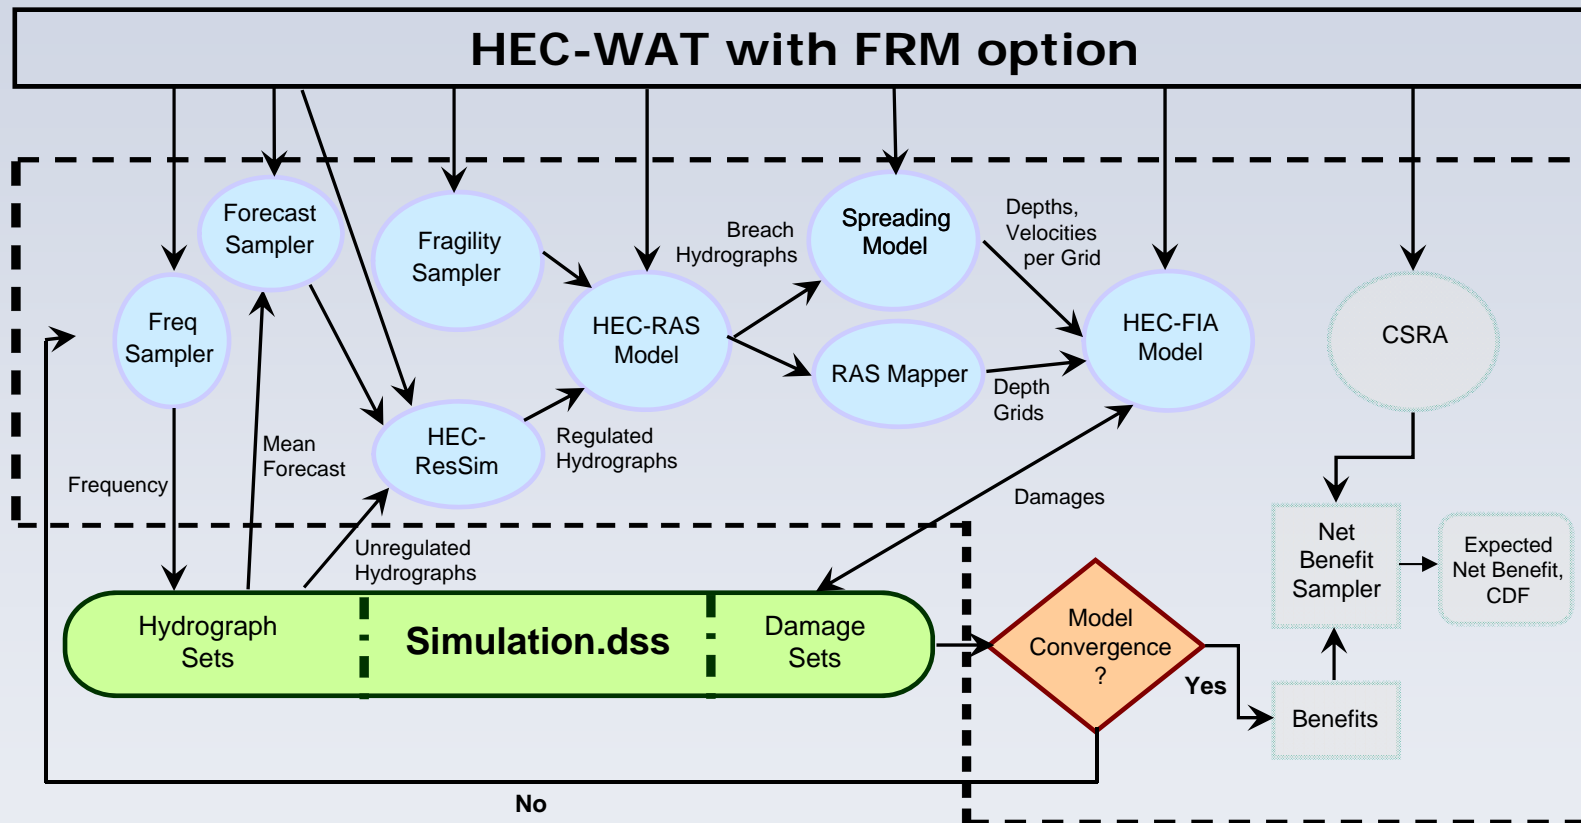 HEC-WAT with FRM option
Forecast
Sampler
Fragility
Sampler
Breach
Hydrographs
Spreading
Model
Depths,
Velocities
per Grid
Freq
Sampler
HEC-RAS
Model
HEC-FIA
Model
CSRA
RAS Mapper
Depth
Grids
Mean
Forecast
HEC-
ResSim
Regulated
Hydrographs
Frequency
Damages
Unregulated
Hydrographs
Net
Benefit
Sampler
Expected
Net Benefit,
CDF
Hydrograph
Sets
Simulation.dss
Damage
Sets
Model
Convergence
?
Yes
Benefits
No